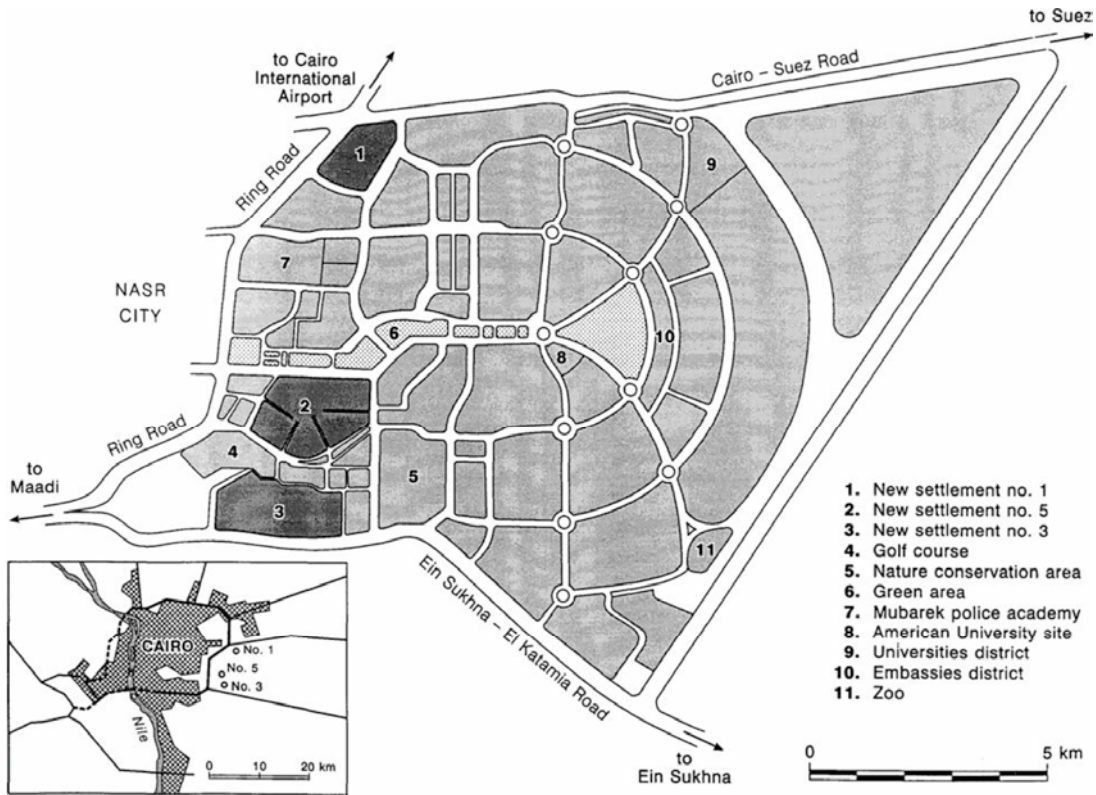 to Suez
to Cairo
International
Airport
Cairo – Suez Road
Ring Road
1
9
7
NASR
CITY
6
10
8
2
Ring Road
4
to
Maadi
5
3
11
Ein Sukhna – El Katamia Road
to
Ein Sukhna
1. New settlement no. 1
2. New settlement no. 5
3. New settlement no. 3
4. Golf course
5. Nature conservation area
6. Green area
7. Mubarek police academy
8. American University site
9. Universities district
10. Embassies district
11. Zoo
0 5 km
CAIRO
No. 1
No. 5
No. 3
Nile
0 10 20 km